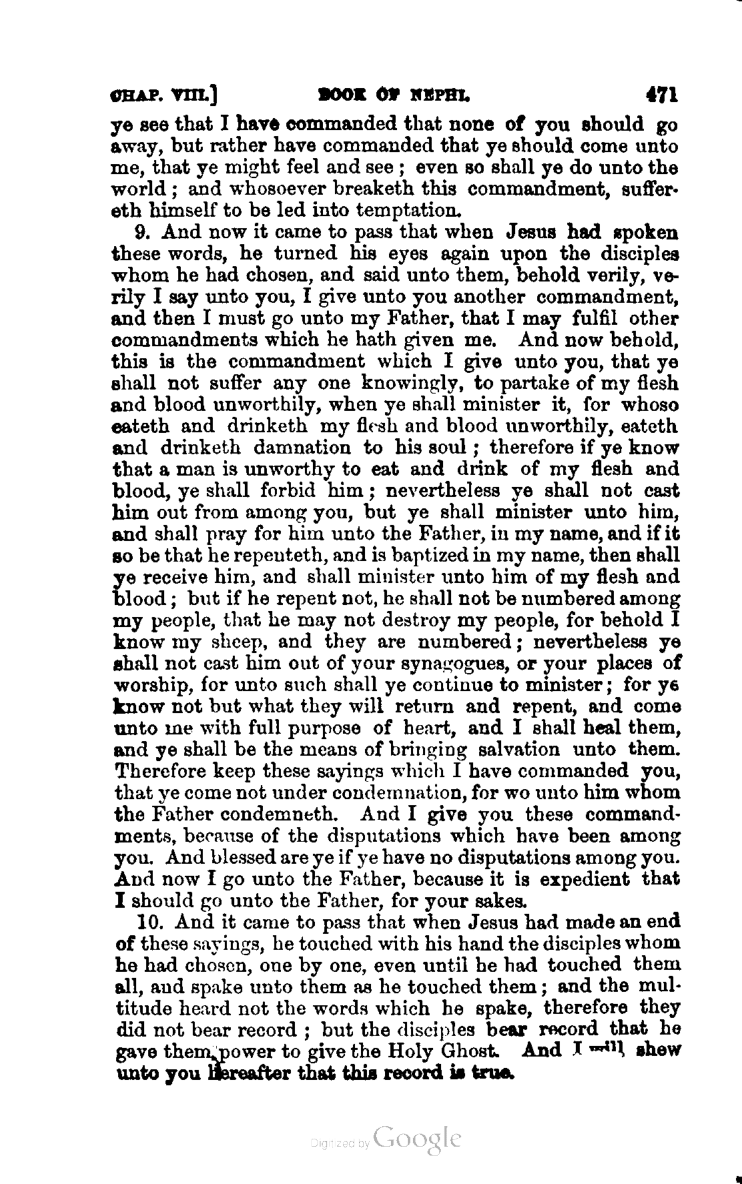 CHAP. VIII.] BOOK OF NEPHI. 471
ye see that I have commanded that none of you should go
away, but rather have commanded that ye should come unto
me, that ye might feel and see; even so shall ye do unto the
world; and whosoever breaketh this commandment, suffer-
eth himself to be led into temptation.
9. And now it came to pass that when Jesus had spoken
these words, he turned his eyes again upon the disciples
whom he had chosen, and said unto them, behold verily, ve-
rily I say unto you, I give unto you another commandment,
and then I must go unto my Father, that I may fulfil other
commandments which he hath given me. And now behold,
this is the commandment which I give unto you, that ye
shall not suffer any one knowingly, to partake of my flesh
and blood unworthily, when ye shall minister it, for whoso
eateth and drinketh my flesh and blood unworthily, eateth
and drinketh damnation to his soul; therefore if ye know
that a man is unworthy to eat and drink of my flesh and
blood, ye shall forbid him; nevertheless ye shall not cast
him out from among you, but ye shall minister unto him,
and shall pray for him unto the Father, in my name, and if it
so be that he repenteth, and is baptized in my name, then shall
ye receive him, and shall minister unto him of my flesh and
blood; but if he repent not, he shall not be numbered among
my people, that he may not destroy my people, for behold I
know my sheep, and they are numbered; nevertheless ye
shall not cast him out of your synagogues, or your places of
worship, for unto such shall ye continue to minister; for ye
know not but what they will return and repent, and come
unto me with full purpose of heart, and I shall heal them,
and ye shall be the means of bringing salvation unto them.
Therefore keep these sayings which I have commanded you,
that ye come not under condemnation, for wo unto him whom
the Father condemneth. And I give you these command-
ments, because of the disputations which have been among
you. And blessed are ye if ye have no disputations among you.
And now I go unto the Father, because it is expedient that
I should go unto the Father, for your sakes.
10. And it came to pass that when Jesus had made an end
of these sayings, he touched with his hand the disciples whom
he had chosen, one by one, even until he had touched them
all, and spake unto them as he touched them; and the mul-
titude heard not the words which he spake, therefore they
did not bear record; but the disciples bear record that he
gave them power to give the Holy Ghost. And I will shew
unto you hereafter that this record is true.
Digitized by Google